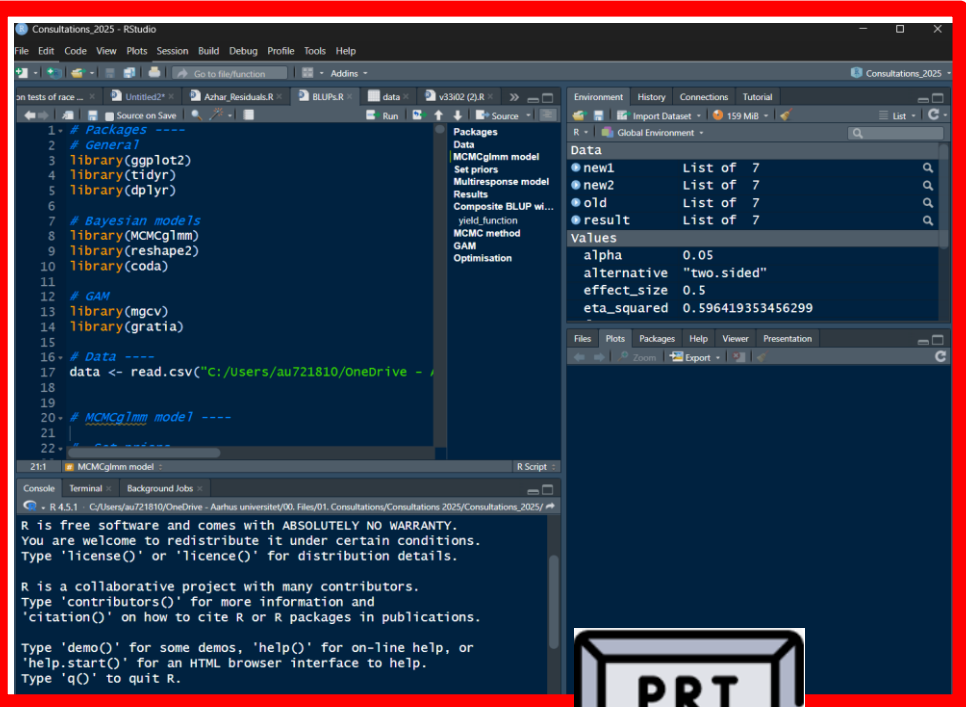 Consultations_2025 - RStudio
File Edit Code View Plots Session Build Debug Profile Tools Help
Go to file/function Addins
Consultations_2025
on tests of race ... Untitled2* Azhar_Residuals.R BLUPs.R data v33i02 (2).R
Source on Save Run Source
1 # Packages ----
2 # General
3 library(ggplot2)
4 library(tidyr)
5 library(dplyr)
6
7 # Bayesian models
8 library(MCMCglmm)
9 library(reshape2)
10 library(coda)
11
12 # GAM
13 library(mgcv)
14 library(gratia)
15
16 # Data ----
17 data <- read.csv("C:/Users/au721810/OneDrive - A
18
19
20 # MCMCglmm model ----
21
22
Packages
Data
MCMCglmm model
Set priors
Multiresponse model
Results
Composite BLUP wi...
yield_function
MCMC method
GAM
Optimisation
21:1 MCMCglmm model R Script
Console Terminal Background Jobs
R 4.5.1 · C:/Users/au721810/OneDrive - Aarhus universitet/00. Files/01. Consultations/Consultations 2025/Consultations_2025/
R is free software and comes with ABSOLUTELY NO WARRANTY.
You are welcome to redistribute it under certain conditions.
Type 'license()' or 'licence()' for distribution details.
R is a collaborative project with many contributors.
Type 'contributors()' for more information and
'citation()' on how to cite R or R packages in publications.
Type 'demo()' for some demos, 'help()' for on-line help, or
'help.start()' for an HTML browser interface to help.
Type 'q()' to quit R.
Environment History Connections Tutorial
Import Dataset 159 MiB List
R Global Environment
Data
new1 List of 7
new2 List of 7
old List of 7
result List of 7
Values
alpha 0.05
alternative "two.sided"
effect_size 0.5
eta_squared 0.596419353456299
Files Plots Packages Help Viewer Presentation
Zoom Export
PRT